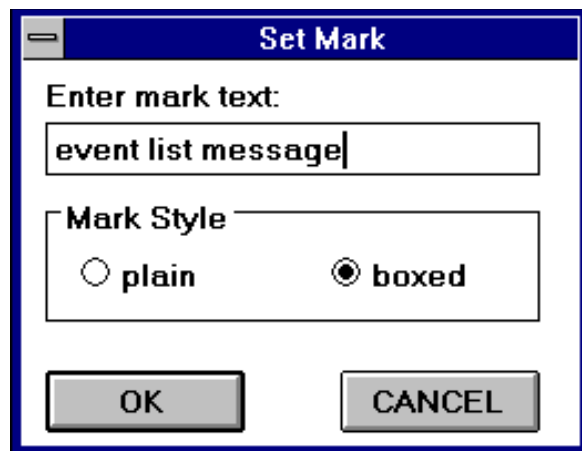 Set Mark
Enter mark text:
event list message
Mark Style
plain boxed
OK CANCEL